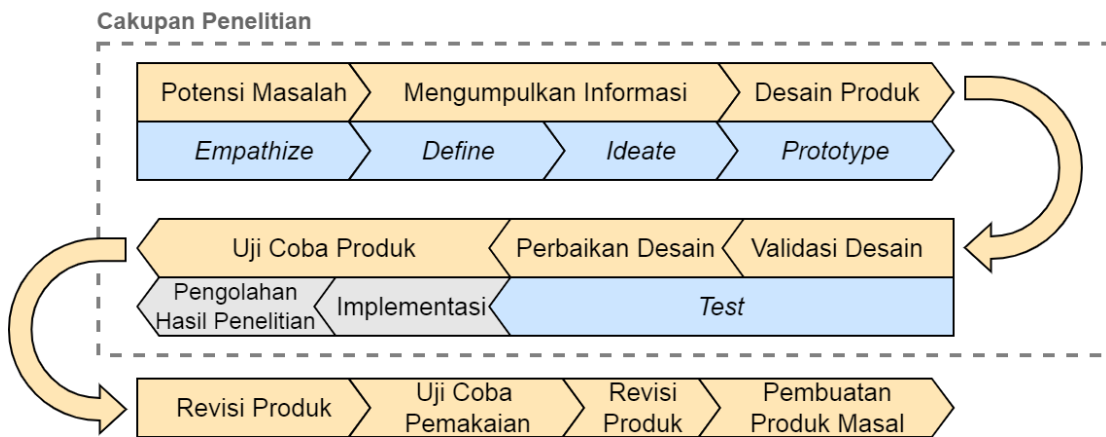 Cakupan Penelitian
Potensi Masalah
Mengumpulkan Informasi
Desain Produk
Empathize
Define
Ideate
Prototype
Uji Coba Produk
Perbaikan Desain
Validasi Desain
Pengolahan
Hasil Penelitian
Implementasi
Test
Revisi Produk
Uji Coba
Pemakaian
Revisi
Produk
Pembuatan
Produk Masal